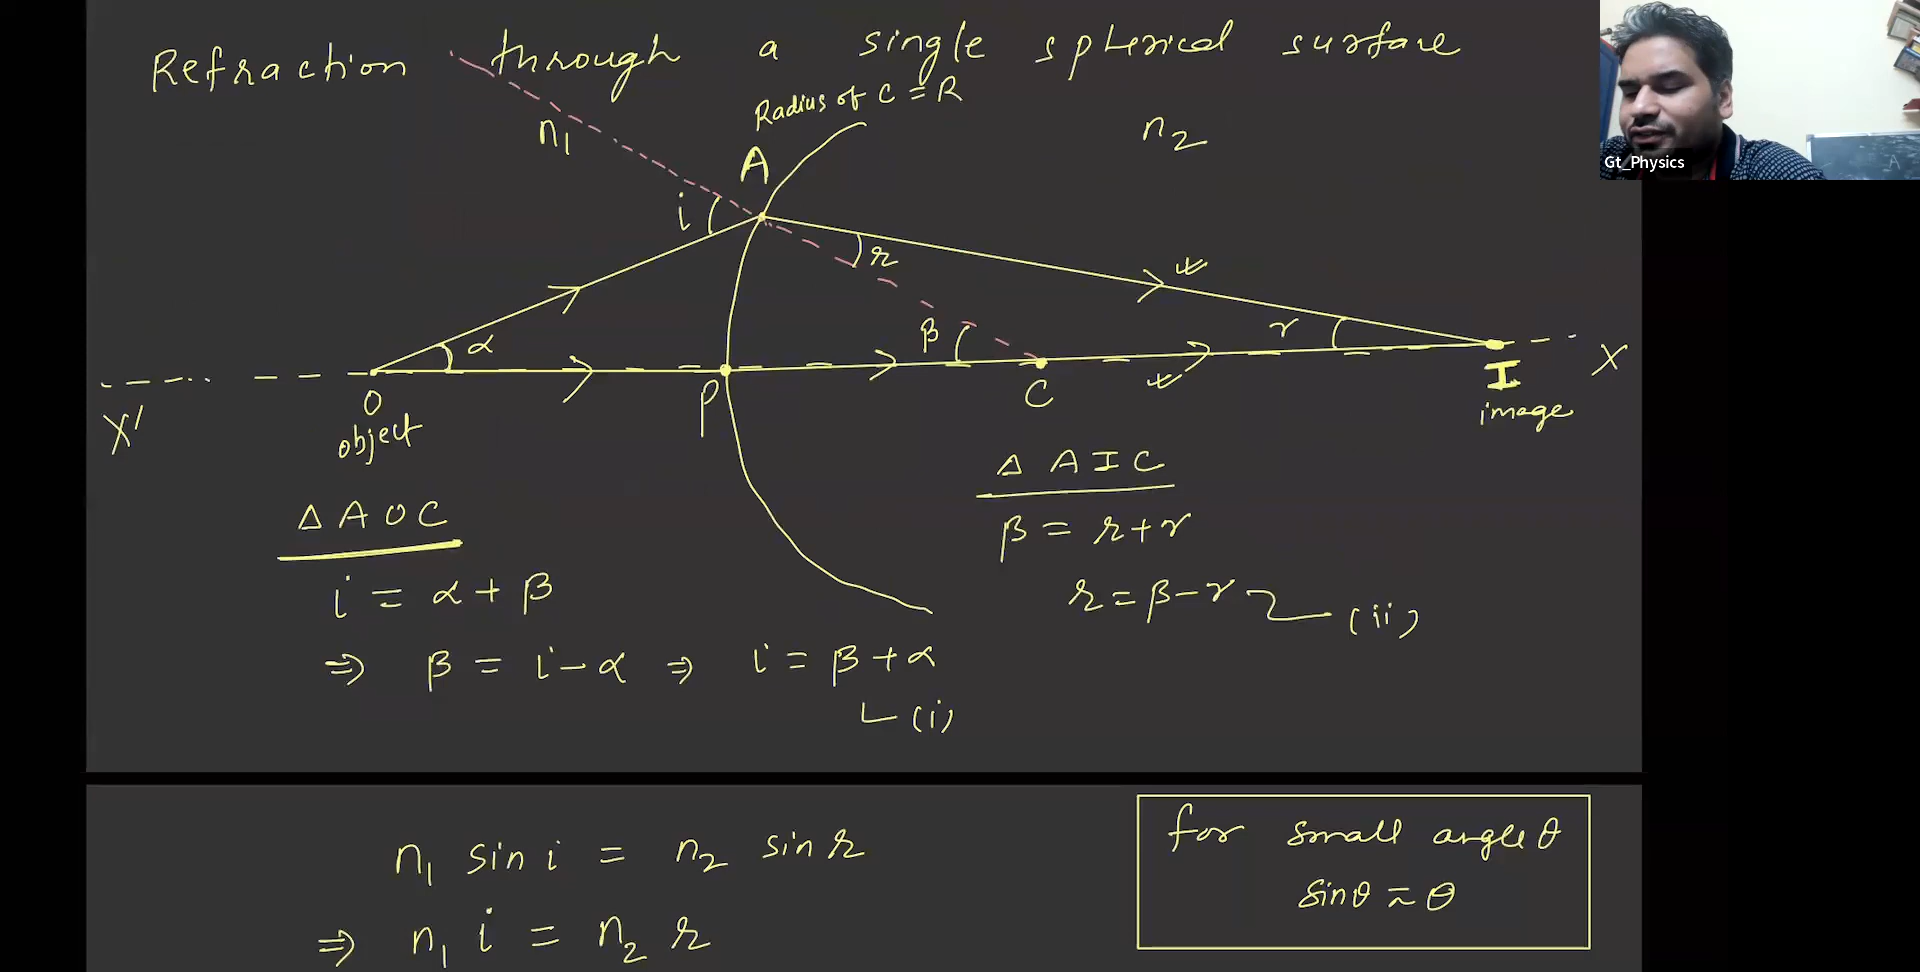 Refraction through a single spherical surface
Radius of C = R
n₁
n₂
A
i
r
α
β
γ
X'
O
object
P
C
I
image
X
Δ AOC
i = α + β
⇒ β = i - α ⇒ i = β + α
(i)
Δ AIC
β = r + γ
r = β - γ
(ii)
n₁ sin i = n₂ sin r
⇒ n₁ i = n₂ r
for small angle θ
sinθ ≈ θ
Gt_Physics